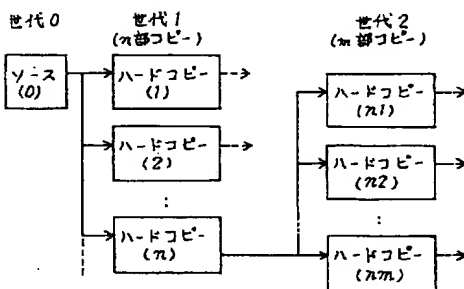 世代0
世代1
(n部コピー)
世代2
(m部コピー)
ソース
(0)
ハードコピー
(1)
ハードコピー
(2)
:
ハードコピー
(n)
ハードコピー
(n1)
ハードコピー
(n2)
:
ハードコピー
(nm)